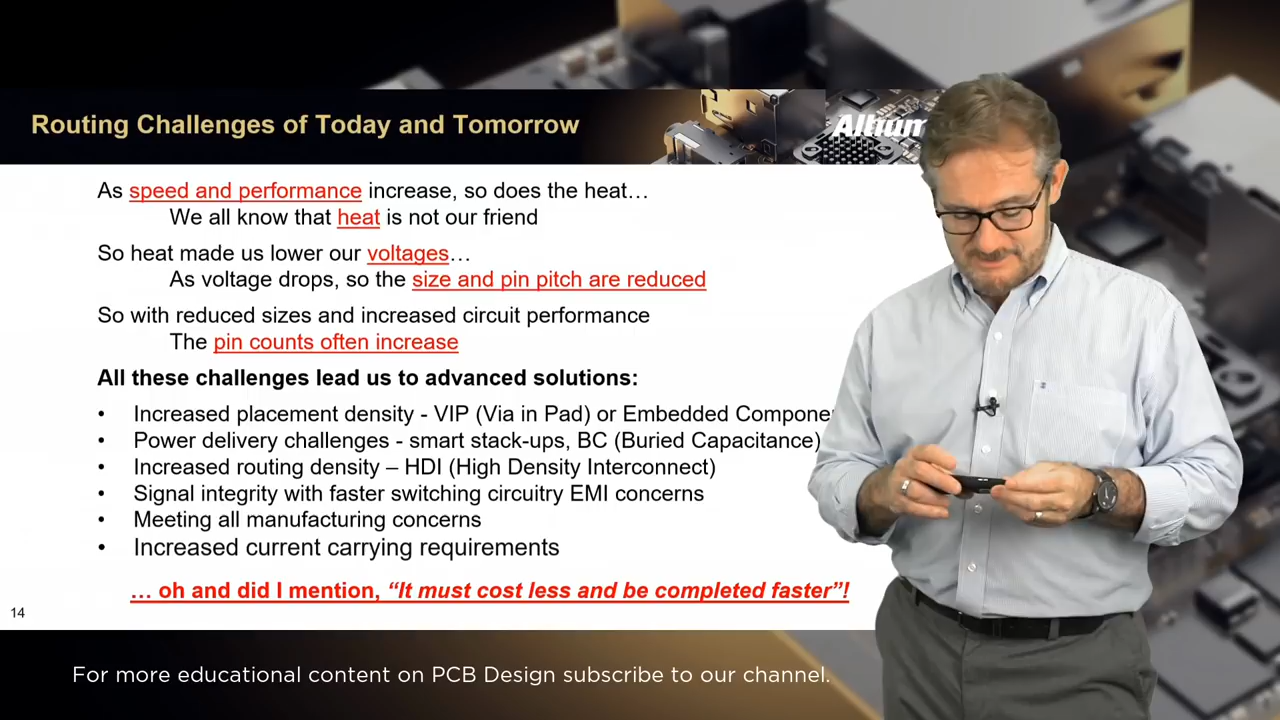 Routing Challenges of Today and Tomorrow
Altium
As speed and performance increase, so does the heat…
We all know that heat is not our friend
So heat made us lower our voltages…
As voltage drops, so the size and pin pitch are reduced
So with reduced sizes and increased circuit performance
The pin counts often increase
All these challenges lead us to advanced solutions:
• Increased placement density - VIP (Via in Pad) or Embedded
• Power delivery challenges - smart stack-ups, BC (Buried Capacitance)
• Increased routing density – HDI (High Density Interconnect)
• Signal integrity with faster switching circuitry EMI concerns
• Meeting all manufacturing concerns
• Increased current carrying requirements
… oh and did I mention, “It must cost less and be completed faster”!
14
For more educational content on PCB Design subscribe to our channel.